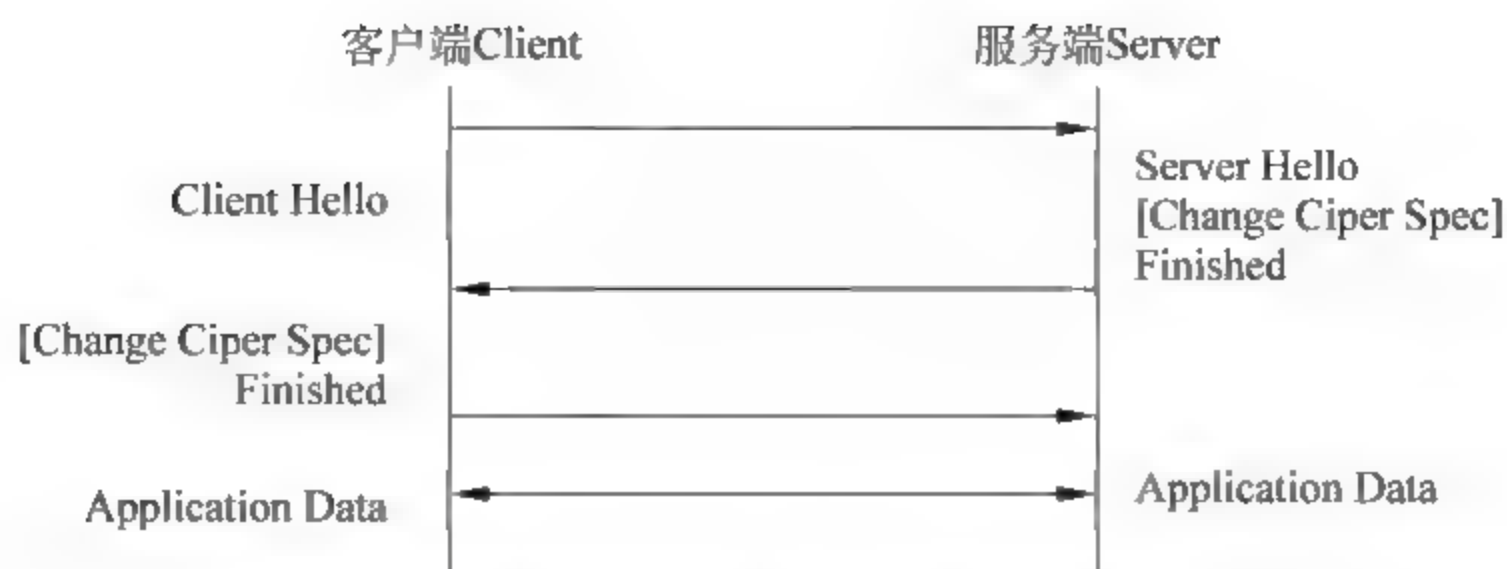 客户端Client
服务端Server
Client Hello
Server Hello
[Change Ciper Spec]
Finished
[Change Ciper Spec]
Finished
Application Data
Application Data